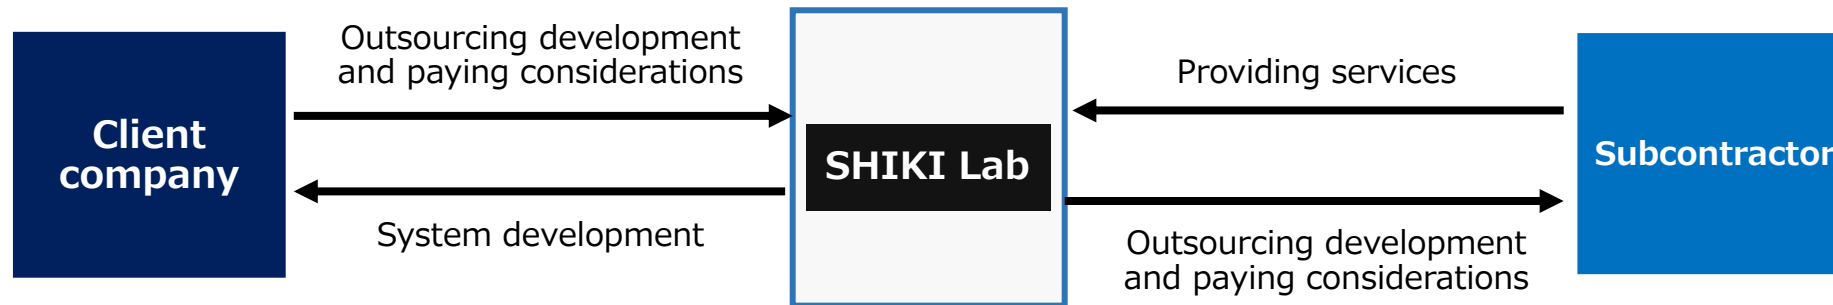 Client
company
Outsourcing development
and paying considerations
System development
SHIKI Lab
Providing services
Outsourcing development
and paying considerations
Subcontractor